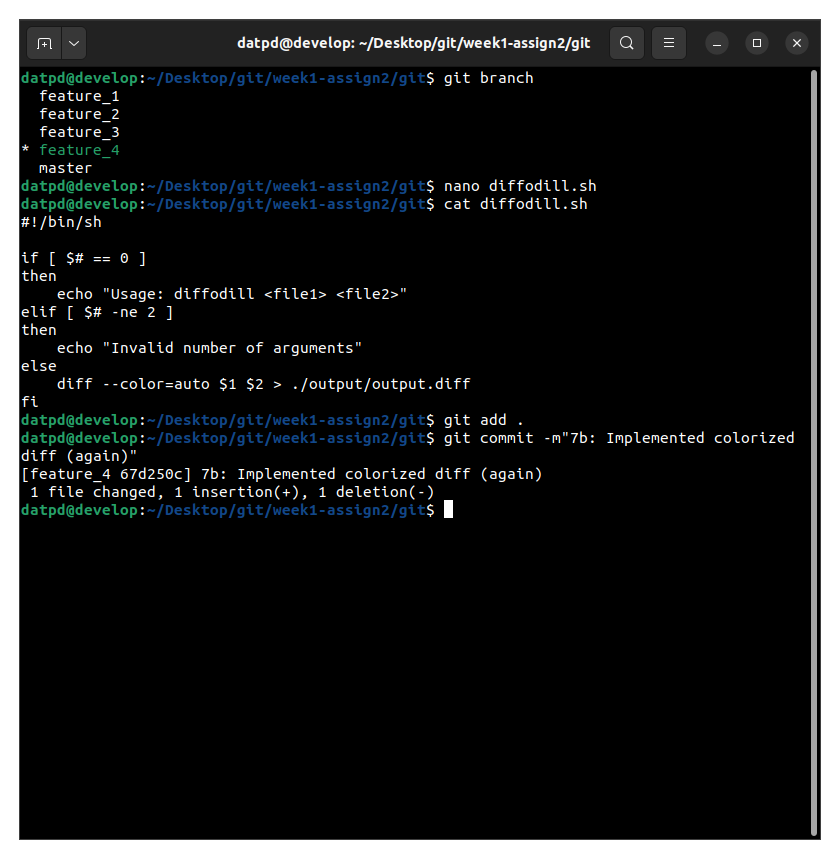 datpd@develop: ~/Desktop/git/week1-assign2/git
datpd@develop:~/Desktop/git/week1-assign2/git$ git branch
  feature_1
  feature_2
  feature_3
* feature_4
  master
datpd@develop:~/Desktop/git/week1-assign2/git$ nano diffodill.sh
datpd@develop:~/Desktop/git/week1-assign2/git$ cat diffodill.sh
#!/bin/sh

if [ $# == 0 ]
then
    echo "Usage: diffodill <file1> <file2>"
elif [ $# -ne 2 ]
then
    echo "Invalid number of arguments"
else
    diff --color=auto $1 $2 > ./output/output.diff
fi
datpd@develop:~/Desktop/git/week1-assign2/git$ git add .
datpd@develop:~/Desktop/git/week1-assign2/git$ git commit -m"7b: Implemented colorized
diff (again)"
[feature_4 67d250c] 7b: Implemented colorized diff (again)
 1 file changed, 1 insertion(+), 1 deletion(-)
datpd@develop:~/Desktop/git/week1-assign2/git$